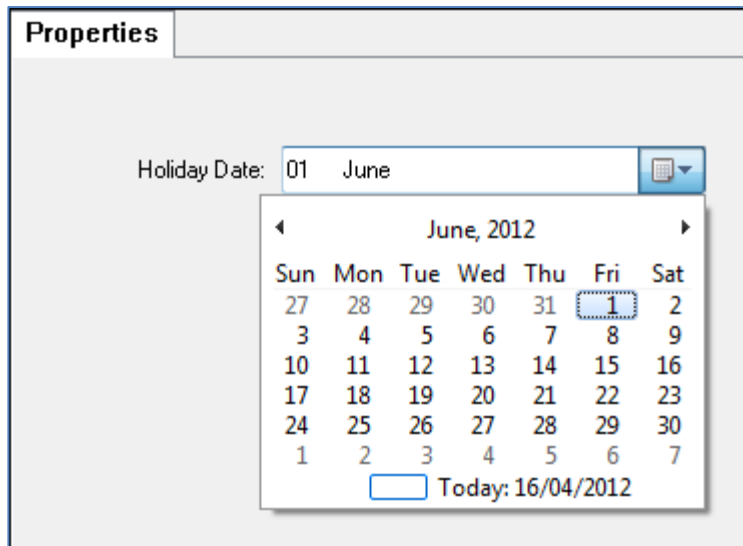 Properties
Holiday Date: 01 June
June, 2012
Sun Mon Tue Wed Thu Fri Sat
27 28 29 30 31 1 2
3 4 5 6 7 8 9
10 11 12 13 14 15 16
17 18 19 20 21 22 23
24 25 26 27 28 29 30
1 2 3 4 5 6 7
Today: 16/04/2012